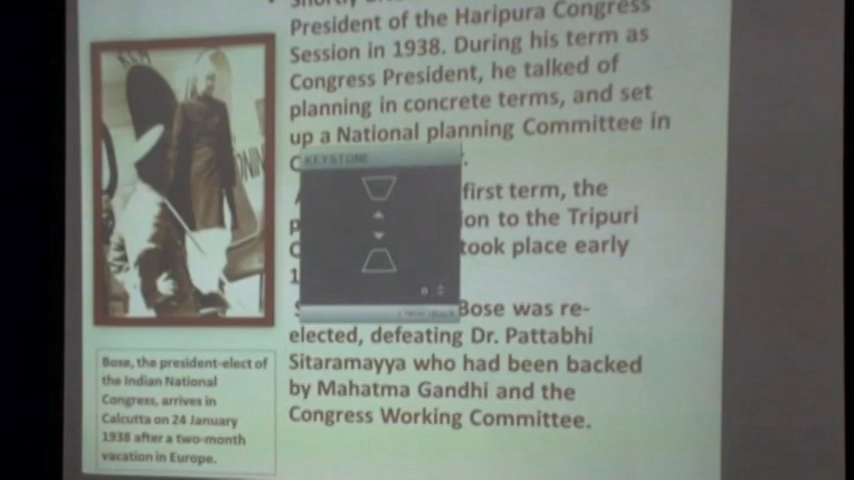 President of the Haripura Congress
Session in 1938. During his term as
Congress President, he talked of
planning in concrete terms, and set
up a National planning Committee in
KEYSTONE
first term, the
ion to the Tripuri
took place early
0
Bose was re-
elected, defeating Dr. Pattabhi
Sitaramayya who had been backed
by Mahatma Gandhi and the
Congress Working Committee.
Bose, the president-elect of
the Indian National
Congress, arrives in
Calcutta on 24 January
1938 after a two-month
vacation in Europe.